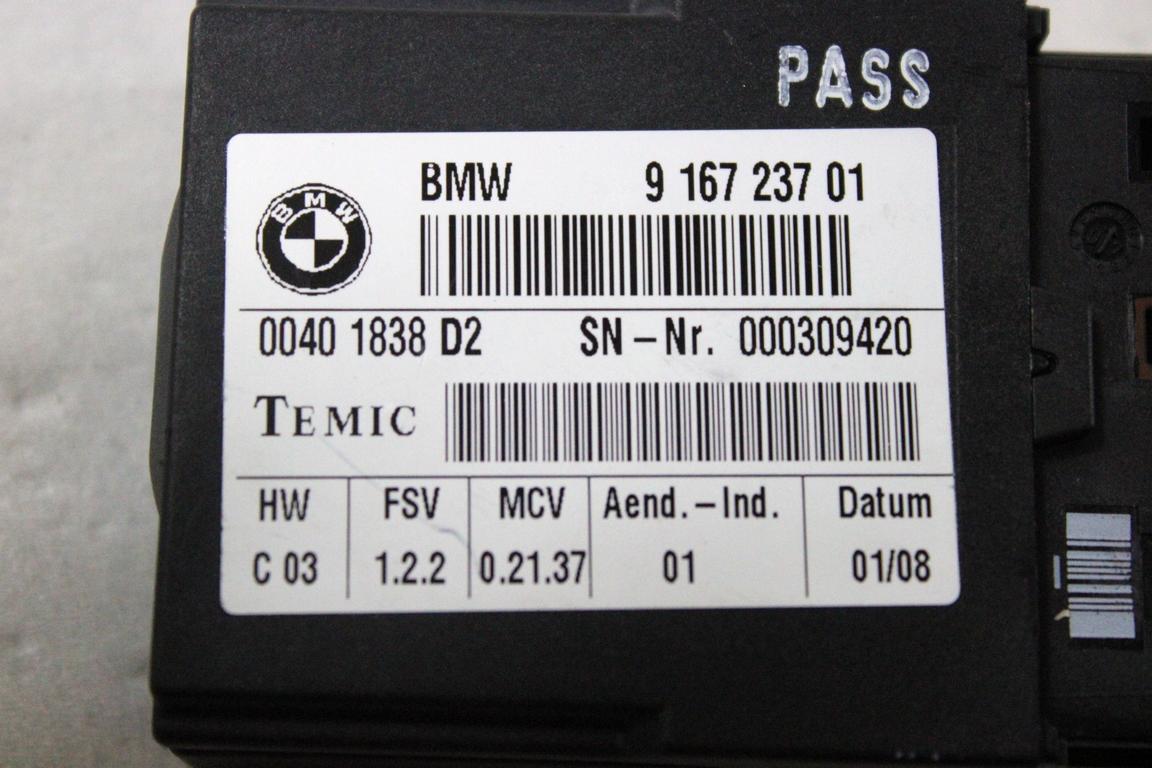 PASS
BMW 9 167 237 01
BMW
0040 1838 D2 SN-Nr. 000309420
TEMIC
HW FSV MCV Aend.-Ind. Datum
C 03 1.2.2 0.21.37 01 01/08